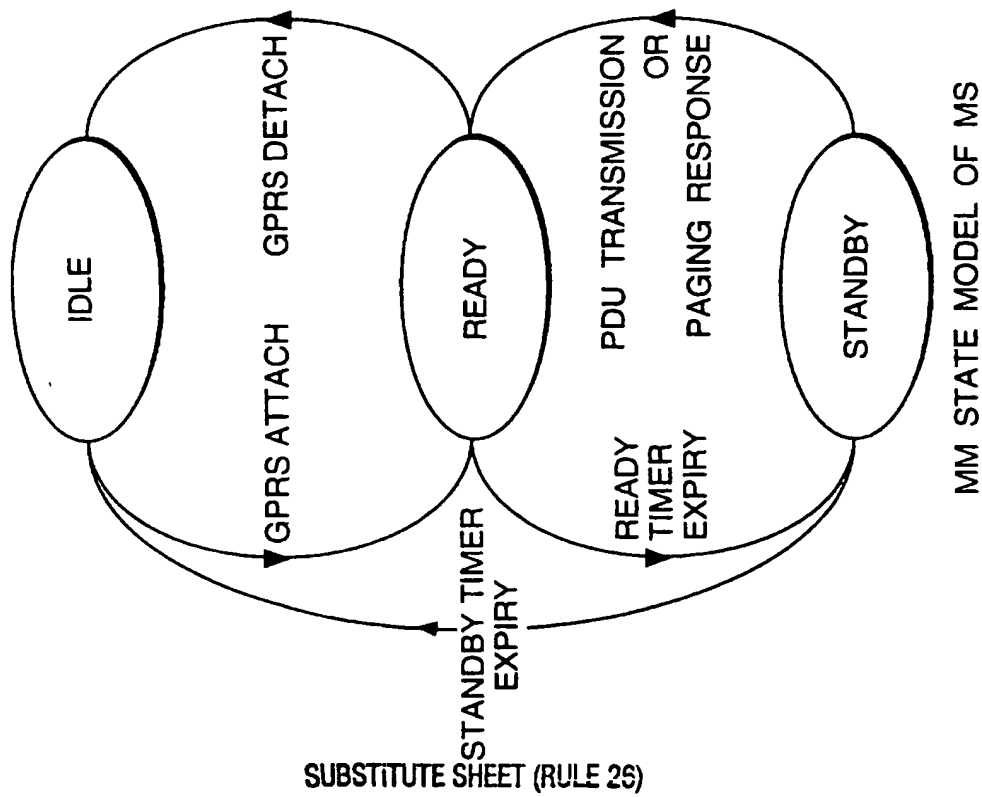 IDLE
GPRS ATTACH
GPRS DETACH
READY
STANDBY TIMER
EXPIRY
READY
TIMER
EXPIRY
PDU TRANSMISSION
OR
PAGING RESPONSE
STANDBY
MM STATE MODEL OF MS
SUBSTITUTE SHEET (RULE 26)